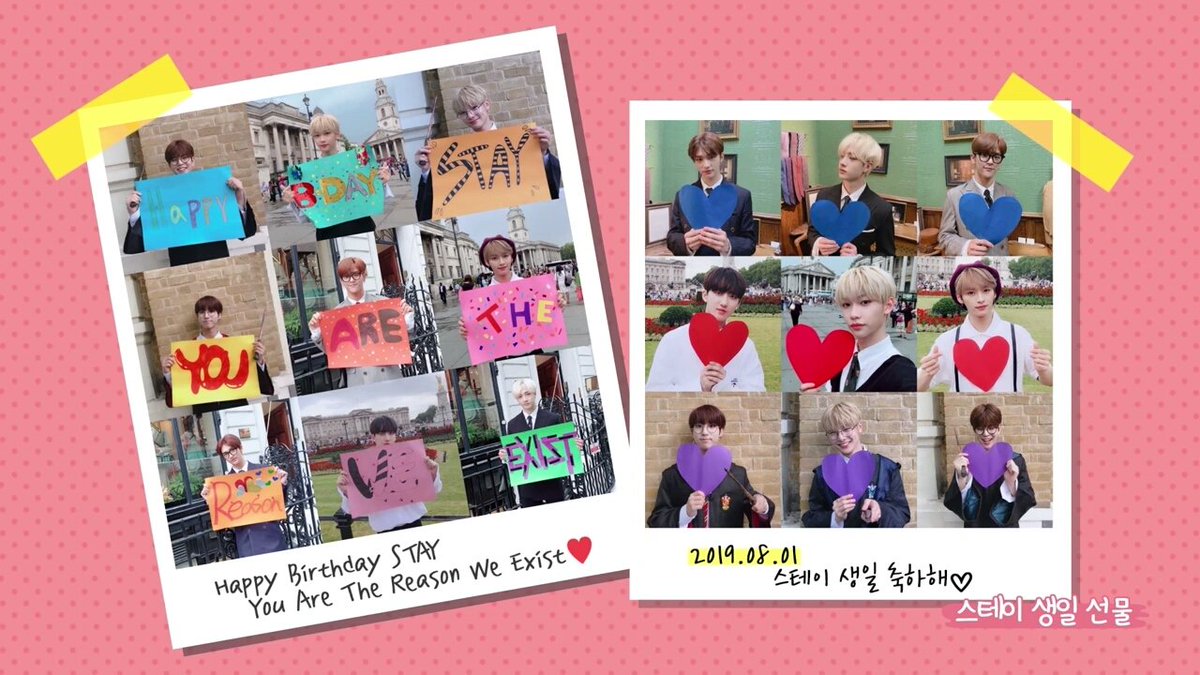 Happy
B-DAY
STAY
YOU
ARE
THE
Reason
WE
EXIST
Happy Birthday STAY
You Are The Reason We Exist♥
2019.08.01
스테이 생일 축하해♡
스테이 생일 선물